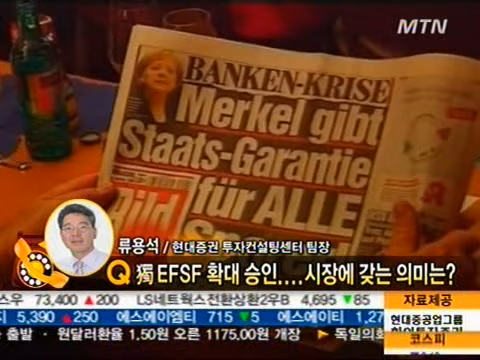 MTN
BANKEN-KRISE
Merkel gibt
Staats-Garantie
für ALLE
Bild
류용석 / 현대증권 투자컨설팅센터 팀장
Q 獨 EFSF 확대 승인....시장에 갖는 의미는?
스우 73,400 ▲200 LS네트웍스전환상환2우B 4,695 ▼85
자료제공
5,390 ▲250 에스에이엠티 715 ▼5 에스에이티 1,27
현대중공업그룹
출발 · 원달러환율 1.50원 오른 1175.00원 개장 ▶ 독일의회
코스피